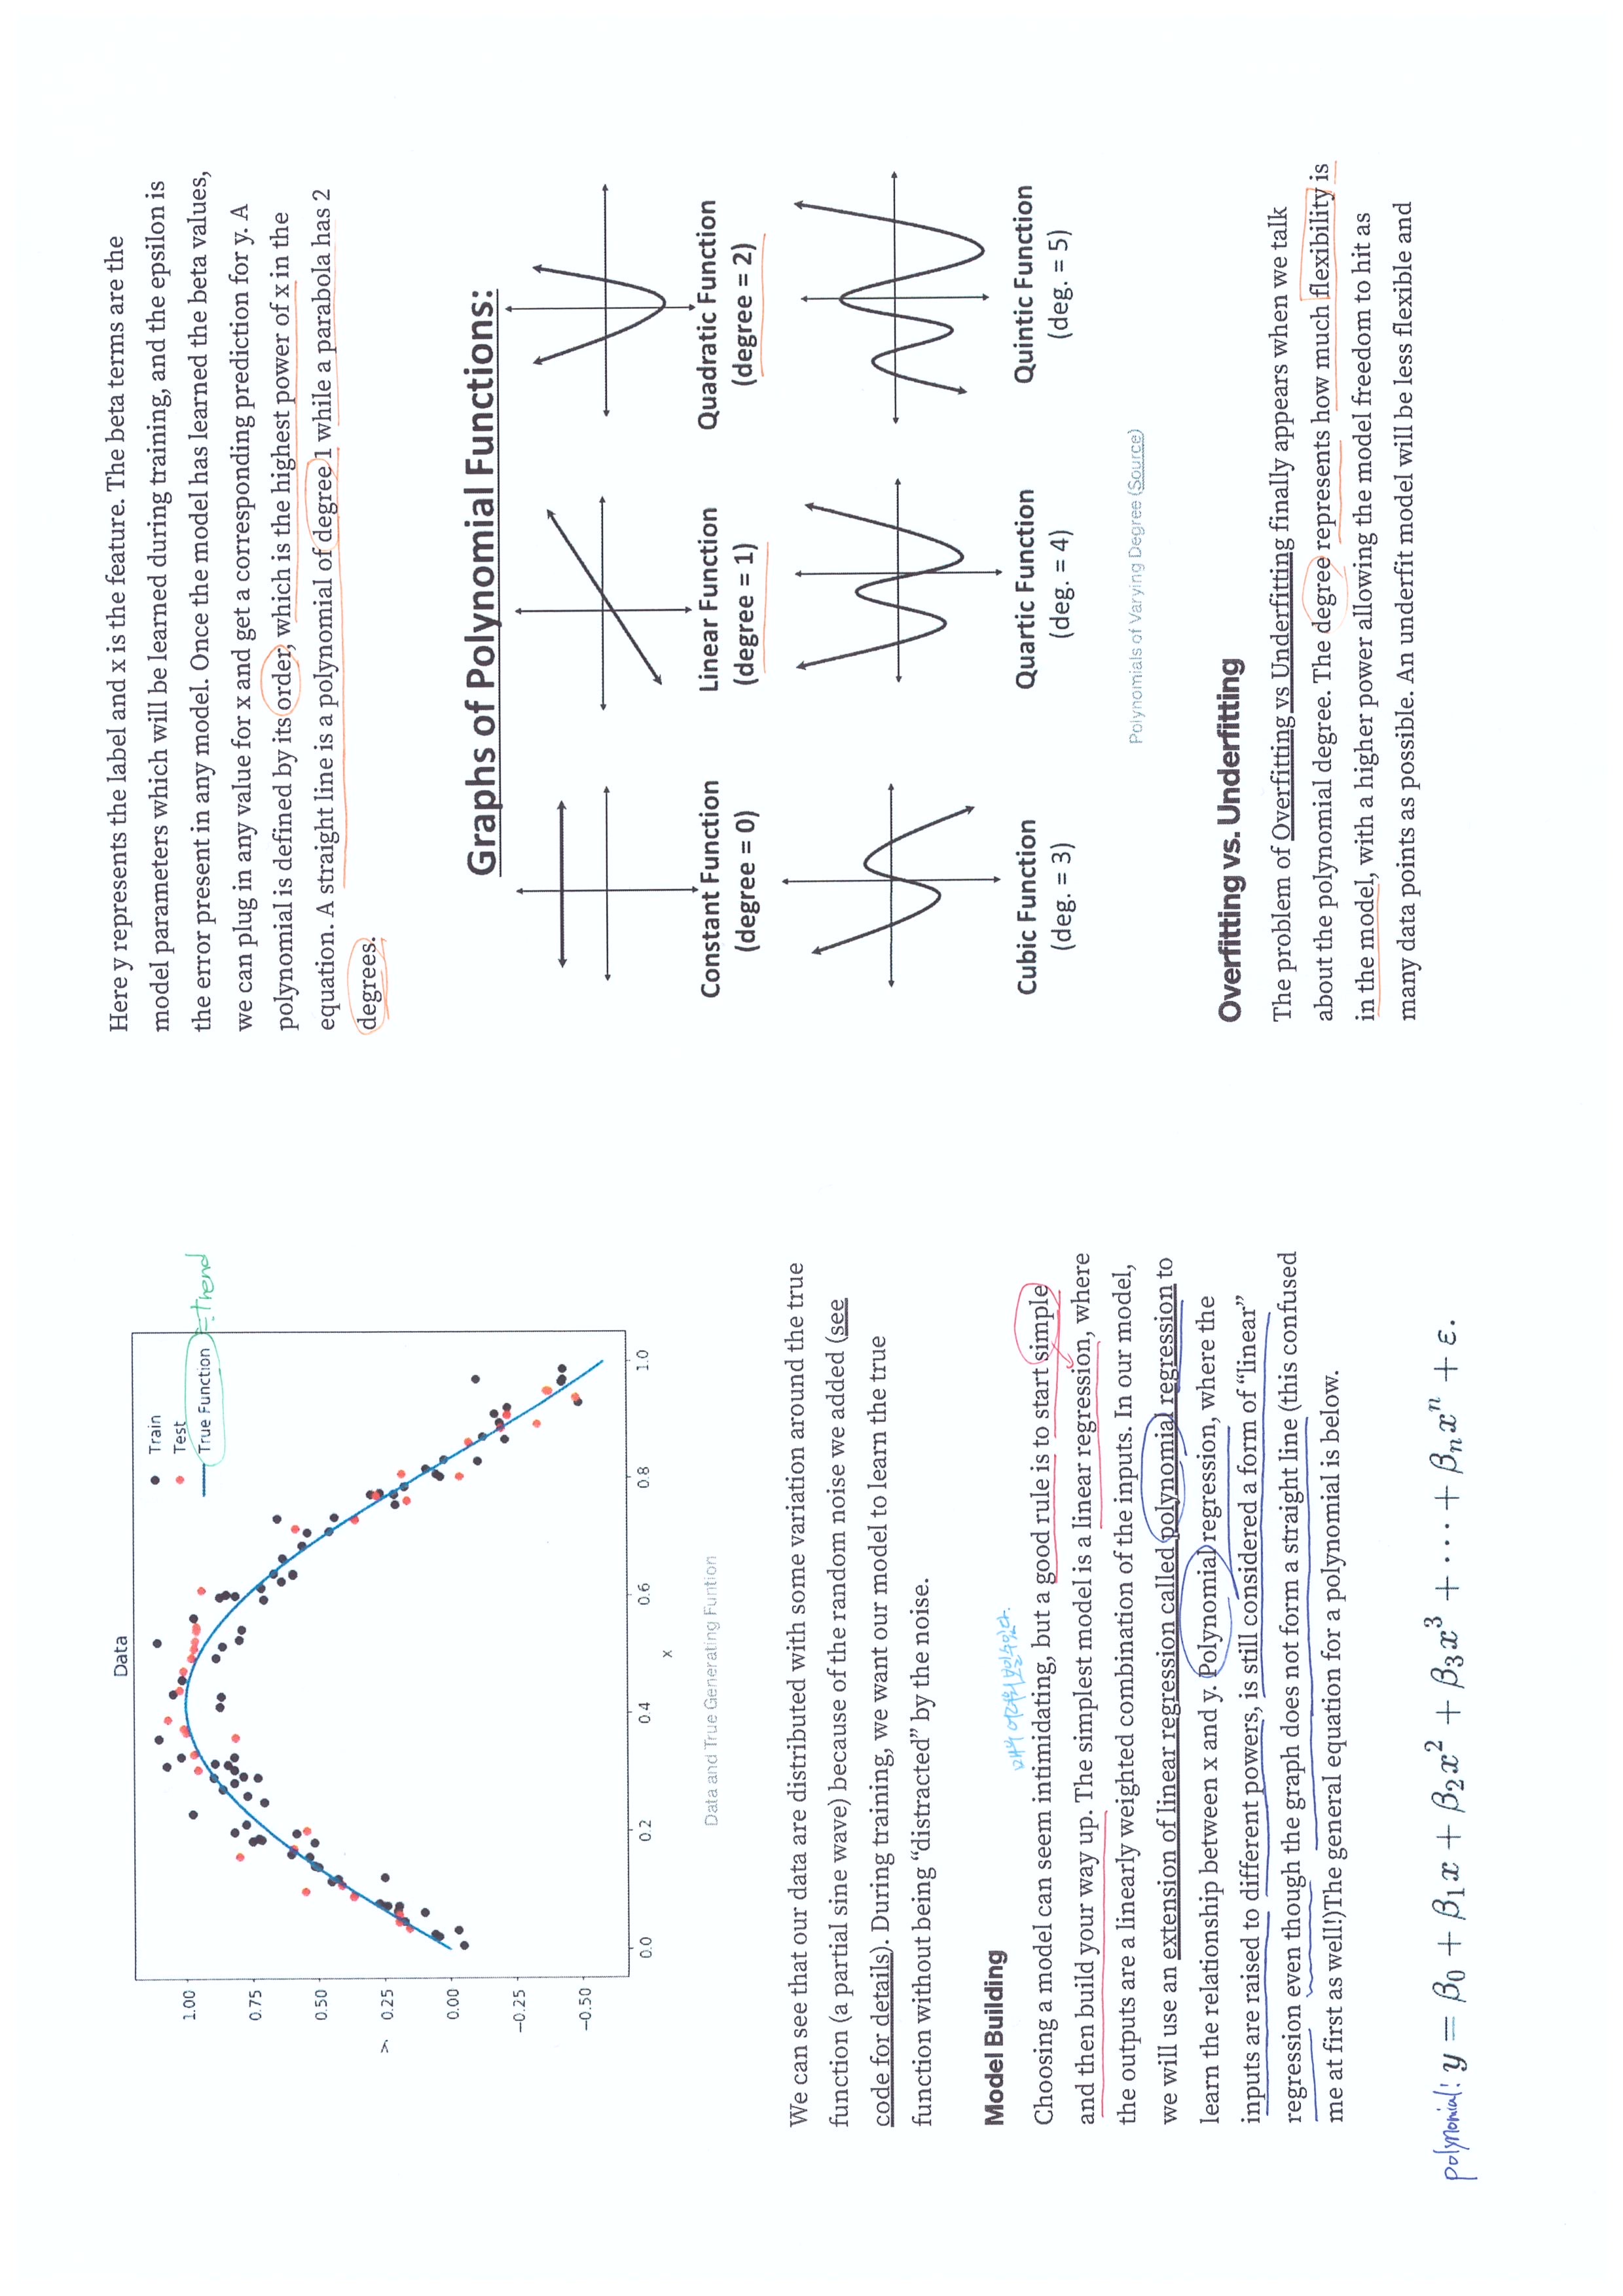 Data
Train
Test
True Function = trend
1.00
0.75
0.50
0.25
0.00
−0.25
−0.50
y
0.0 0.2 0.4 0.6 0.8 1.0
x
Data and True Generating Funtion
We can see that our data are distributed with some variation around the true
function (a partial sine wave) because of the random noise we added (see
code for details). During training, we want our model to learn the true
function without being “distracted” by the noise.
Model Building
매우 어려워 보일 수 있다.
Choosing a model can seem intimidating, but a good rule is to start simple
and then build your way up. The simplest model is a linear regression, where
the outputs are a linearly weighted combination of the inputs. In our model,
we will use an extension of linear regression called polynomial regression to
learn the relationship between x and y. Polynomial regression, where the
inputs are raised to different powers, is still considered a form of “linear”
regression even though the graph does not form a straight line (this confused
me at first as well!)The general equation for a polynomial is below.
polynomial: y = β₀ + β₁x + β₂x² + β₃x³ + ⋯ + βₙxⁿ + ε.
Here y represents the label and x is the feature. The beta terms are the
model parameters which will be learned during training, and the epsilon is
the error present in any model. Once the model has learned the beta values,
we can plug in any value for x and get a corresponding prediction for y. A
polynomial is defined by its order, which is the highest power of x in the
equation. A straight line is a polynomial of degree 1 while a parabola has 2
degrees.
Graphs of Polynomial Functions:
Constant Function Linear Function Quadratic Function
(degree = 0) (degree = 1) (degree = 2)
Cubic Function Quartic Function Quintic Function
(deg. = 3) (deg. = 4) (deg. = 5)
Polynomials of Varying Degree (Source)
Overfitting vs. Underfitting
The problem of Overfitting vs Underfitting finally appears when we talk
about the polynomial degree. The degree represents how much flexibility is
in the model, with a higher power allowing the model freedom to hit as
many data points as possible. An underfit model will be less flexible and